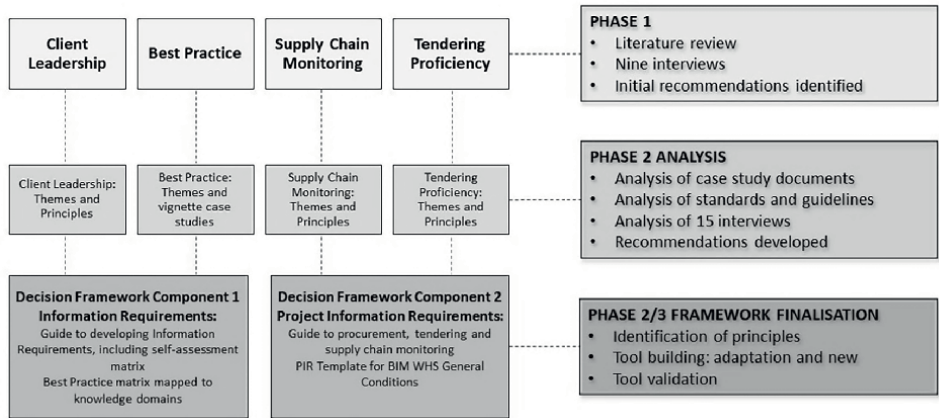 Client
Leadership
Best Practice
Supply Chain
Monitoring
Tendering
Proficiency
PHASE 1
• Literature review
• Nine interviews
• Initial recommendations identified
Client Leadership:
Themes and
Principles
Best Practice:
Themes and
vignette case
studies
Supply Chain
Monitoring:
Themes and
Principles
Tendering
Proficiency:
Themes and
Principles
PHASE 2 ANALYSIS
• Analysis of case study documents
• Analysis of standards and guidelines
• Analysis of 15 interviews
• Recommendations developed
Decision Framework Component 1
Information Requirements:
Guide to developing Information
Requirements, including self-assessment
matrix
Best Practice matrix mapped to
knowledge domains
Decision Framework Component 2
Project Information Requirements:
Guide to procurement, tendering and
supply chain monitoring
PIR Template for BIM WHS General
Conditions
PHASE 2/3 FRAMEWORK FINALISATION
• Identification of principles
• Tool building: adaptation and new
• Tool validation